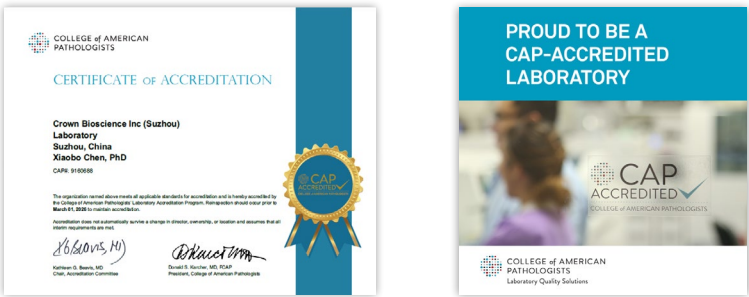 COLLEGE of AMERICAN
PATHOLOGISTS
CERTIFICATE OF ACCREDITATION
Crown Bioscience Inc (Suzhou)
Laboratory
Suzhou, China
Xiaobo Chen, PhD
CAP#: 9160688
The organization named above meets all applicable standards for accreditation and is hereby accredited by
the College of American Pathologists' Laboratory Accreditation Program. Reinspection should occur prior to
March 01, 2026 to maintain accreditation.
Accreditation does not automatically survive a change in director, ownership, or location and assumes that all
interim requirements are met.
Kathleen G. Beavis, MD
Chair, Accreditation Committee
Donald S. Karcher, MD, FCAP
President, College of American Pathologists
CAP
ACCREDITED
COLLEGE of AMERICAN PATHOLOGISTS
PROUD TO BE A
CAP-ACCREDITED
LABORATORY
CAP
ACCREDITED
COLLEGE of AMERICAN PATHOLOGISTS
COLLEGE of AMERICAN
PATHOLOGISTS
Laboratory Quality Solutions